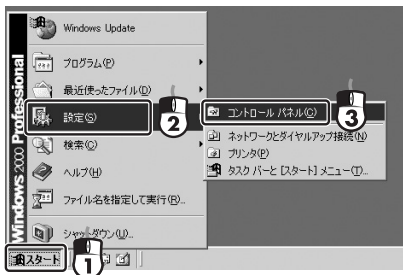 Windows Update
プログラム(P)
最近使ったファイル(D)
設定(S)
検索(C)
ヘルプ(H)
ファイル名を指定して実行(R)...
シャットダウン(U)...
Windows 2000 Professional
スタート
コントロール パネル(C)
ネットワークとダイヤルアップ接続(N)
プリンタ(P)
タスク バーと [スタート] メニュー(T)...
1
2
3